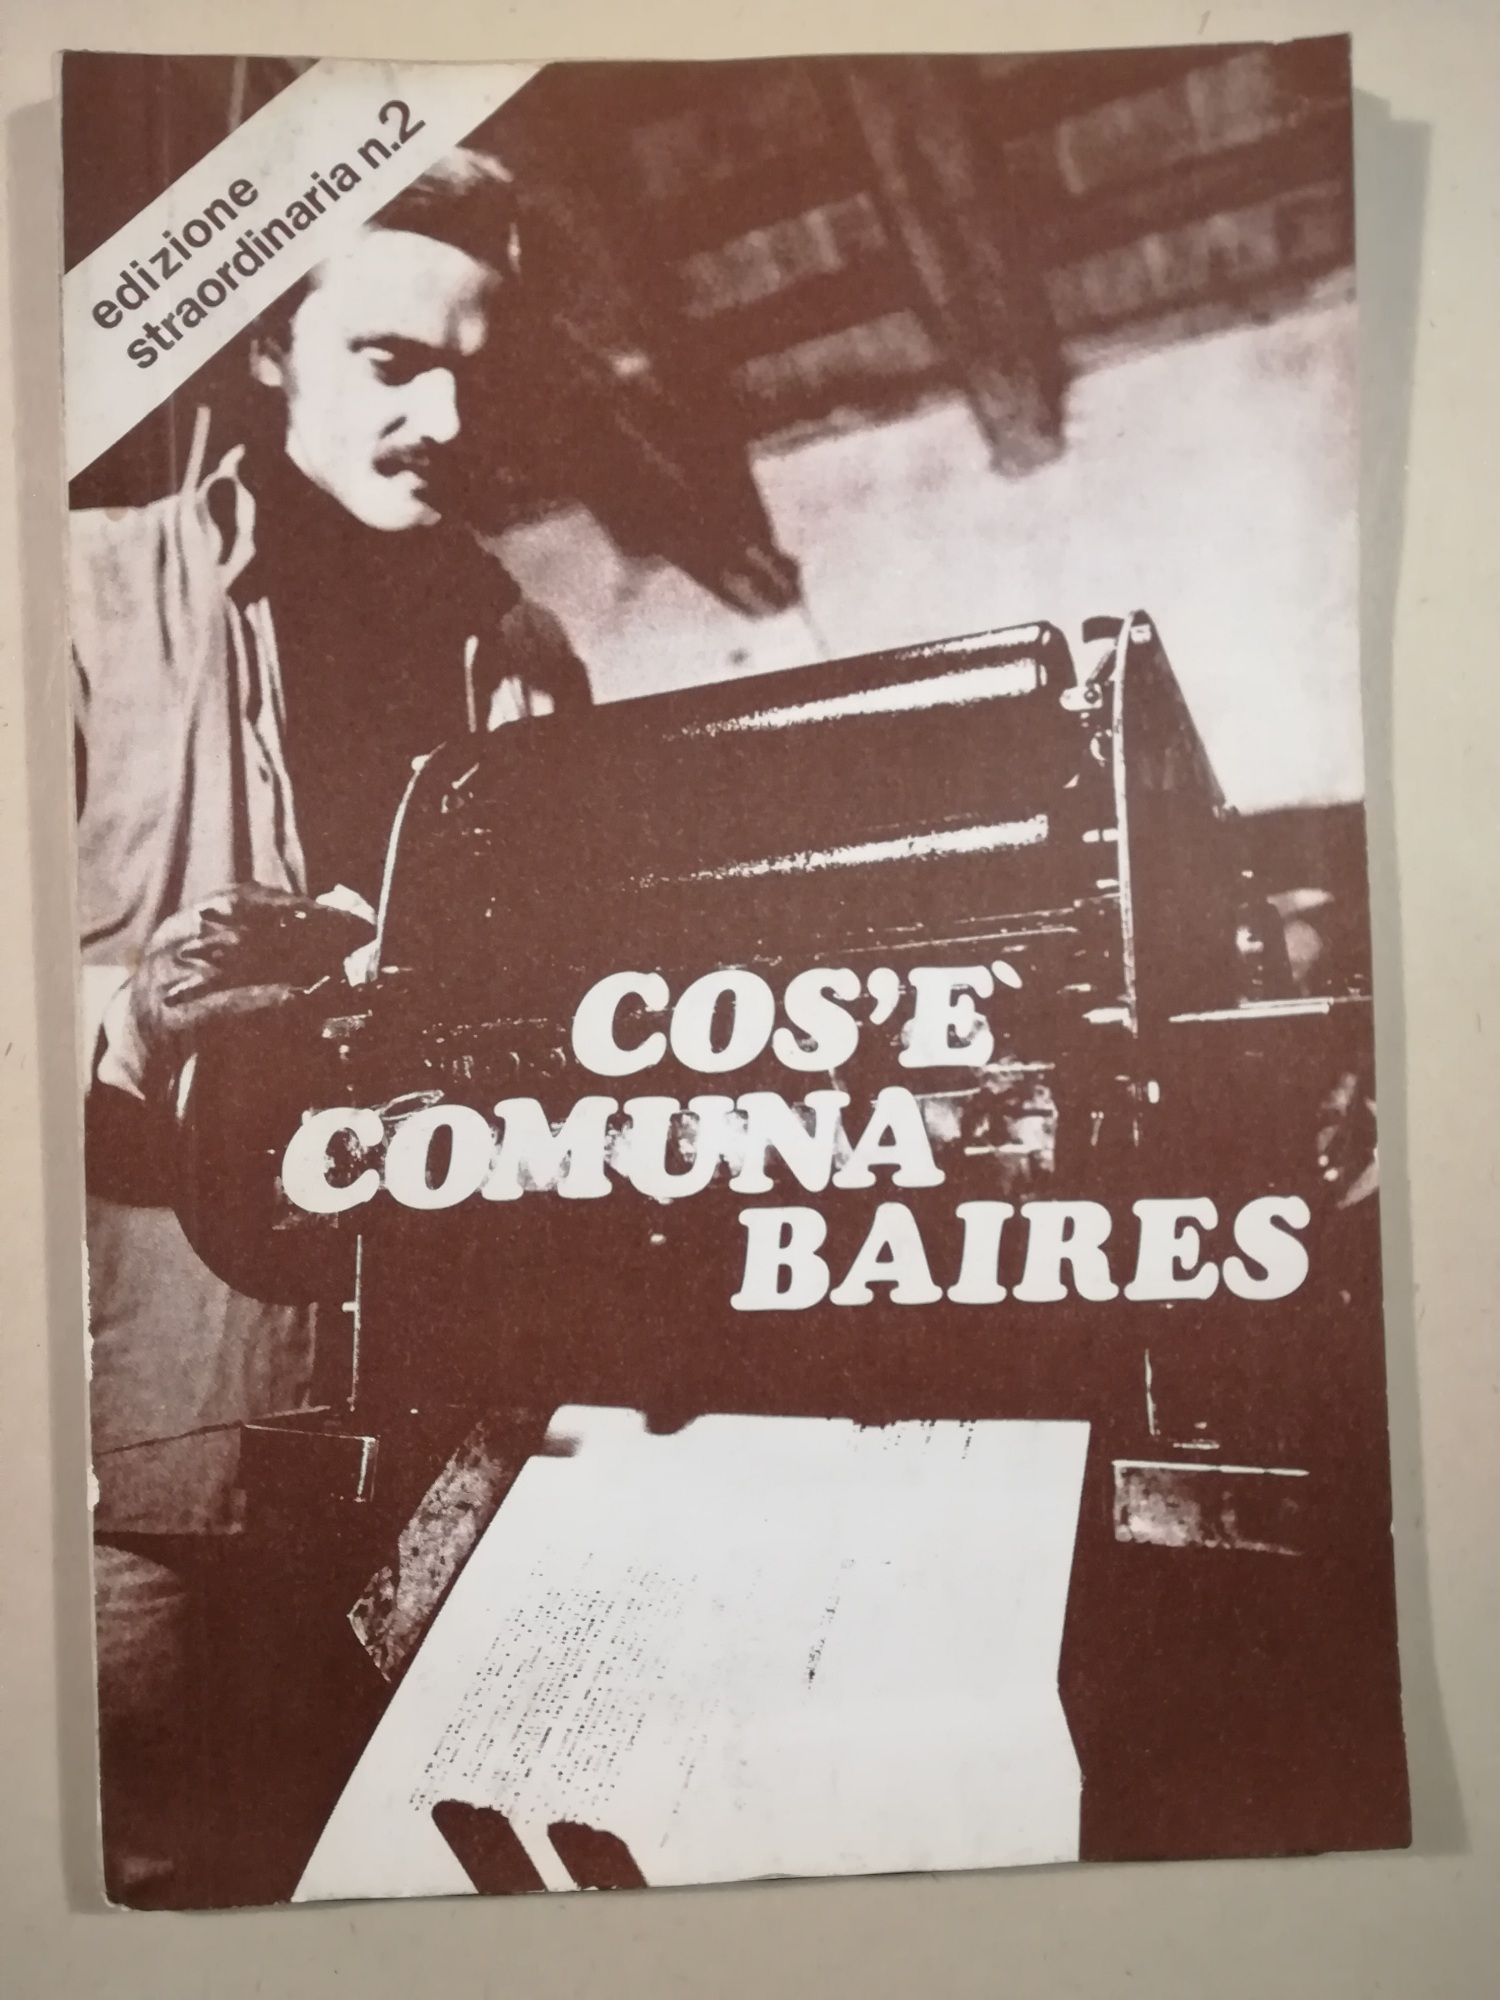 edizione
straordinaria n.2
COS'E`
COMUNA
BAIRES